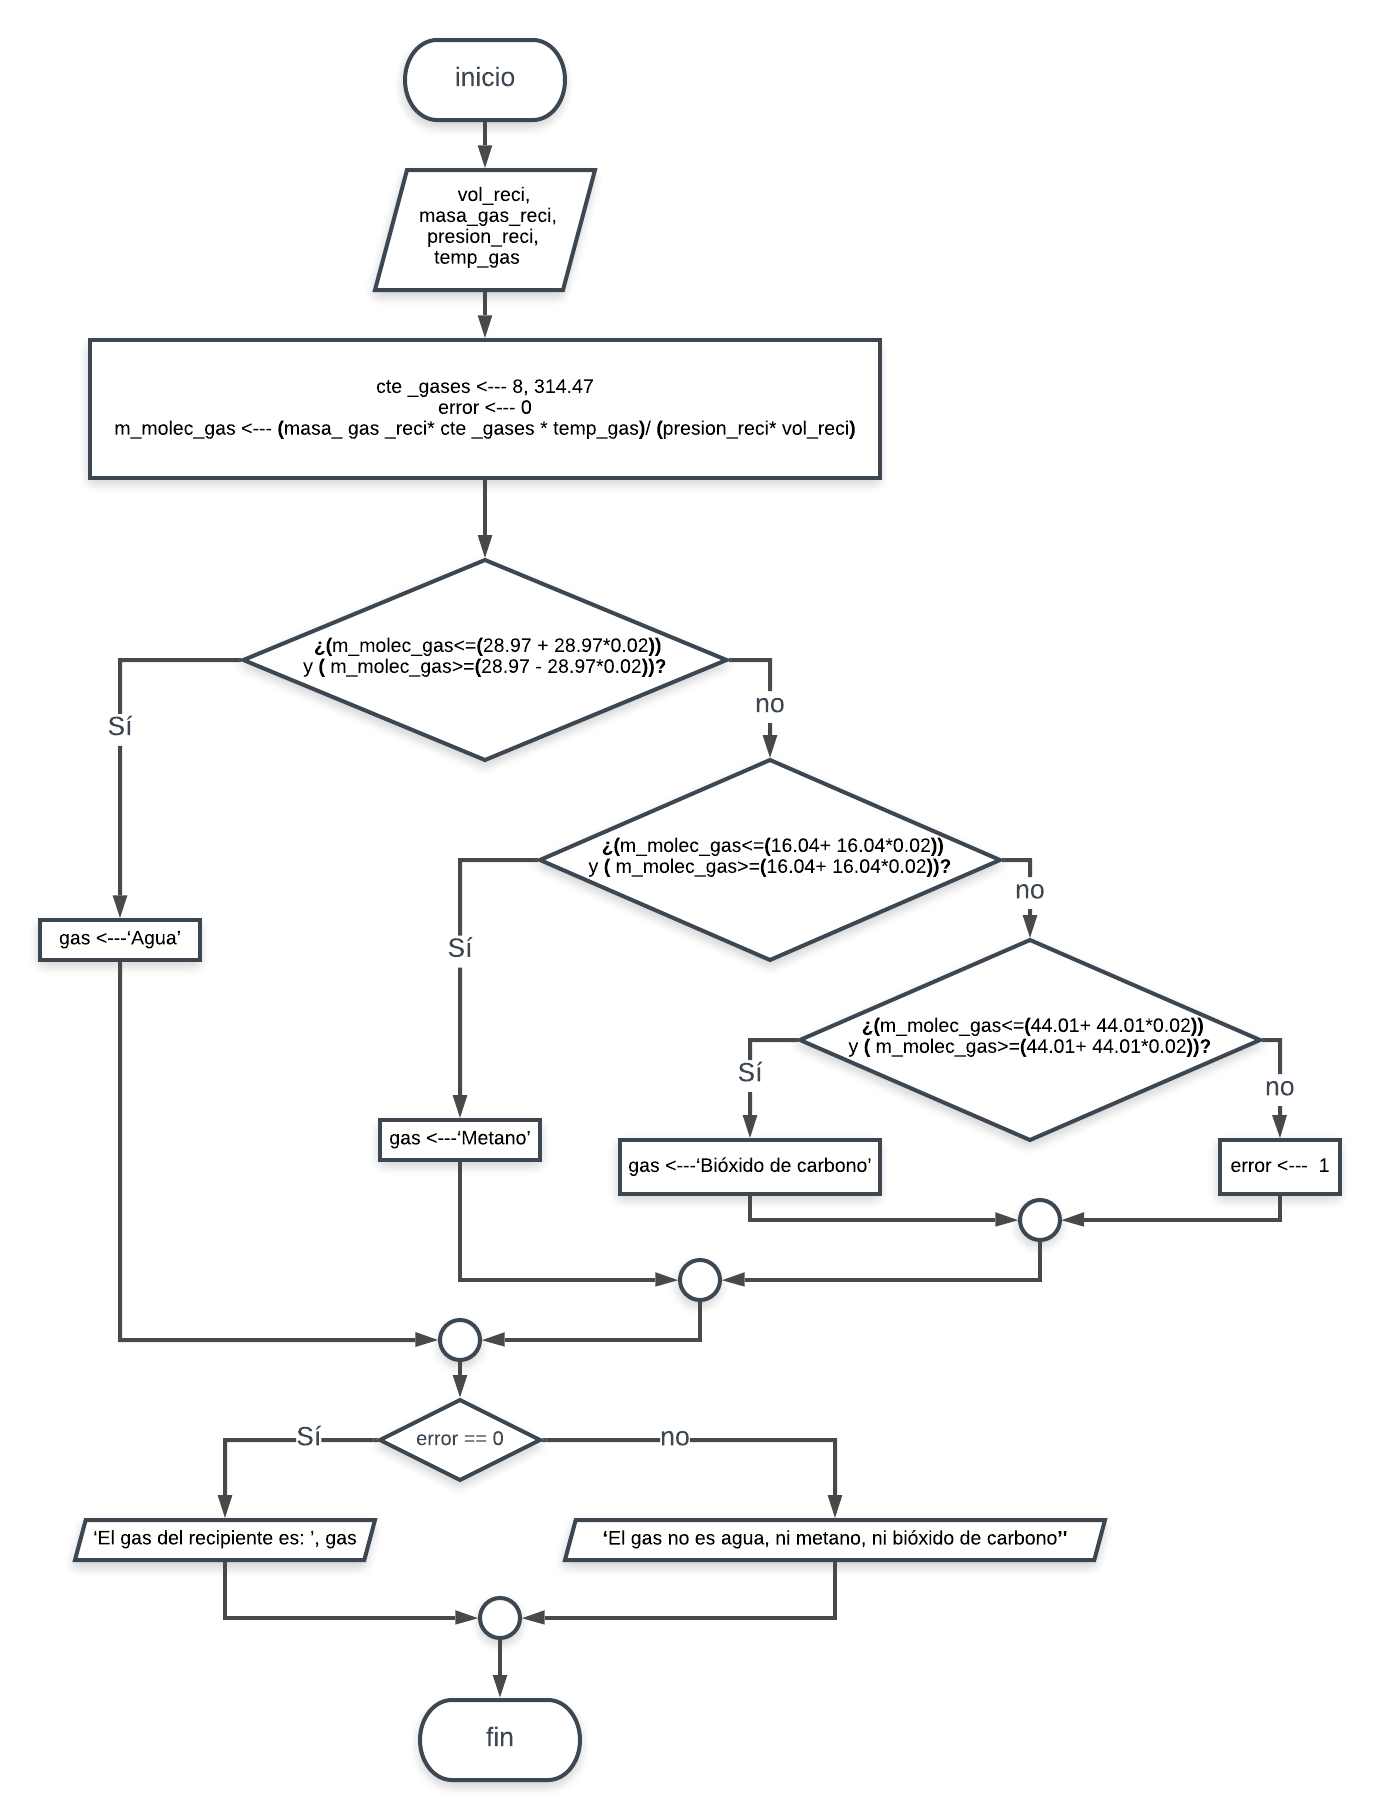 inicio
vol_reci,
masa_gas_reci,
presion_reci,
temp_gas
cte _gases <--- 8, 314.47
error <--- 0
m_molec_gas <--- (masa_ gas _reci* cte _gases * temp_gas)/ (presion_reci* vol_reci)
¿(m_molec_gas<=(28.97 + 28.97*0.02))
y ( m_molec_gas>=(28.97 - 28.97*0.02))?
Sí
no
¿(m_molec_gas<=(16.04+ 16.04*0.02))
y ( m_molec_gas>=(16.04+ 16.04*0.02))?
Sí
no
gas <---‘Agua’
¿(m_molec_gas<=(44.01+ 44.01*0.02))
y ( m_molec_gas>=(44.01+ 44.01*0.02))?
Sí
no
gas <---‘Metano’
gas <---‘Bióxido de carbono’
error <---  1
error == 0
Sí
no
‘El gas del recipiente es: ’, gas
‘El gas no es agua, ni metano, ni bióxido de carbono’'
fin